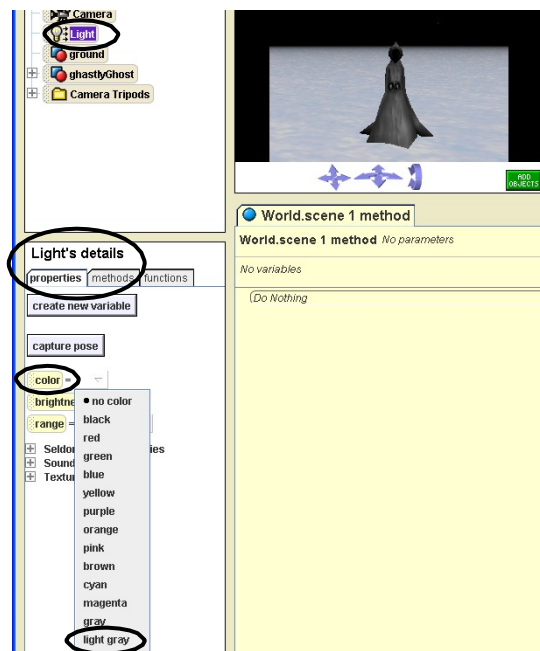 Camera
Light
ground
ghastlyGhost
Camera Tripods
ADD
OBJECTS
World.scene 1 method
World.scene 1 method No parameters
No variables
Do Nothing
Light's details
properties methods functions
create new variable
capture pose
color =
range =
no color
black
red
green
blue
yellow
purple
orange
pink
brown
cyan
magenta
gray
light gray